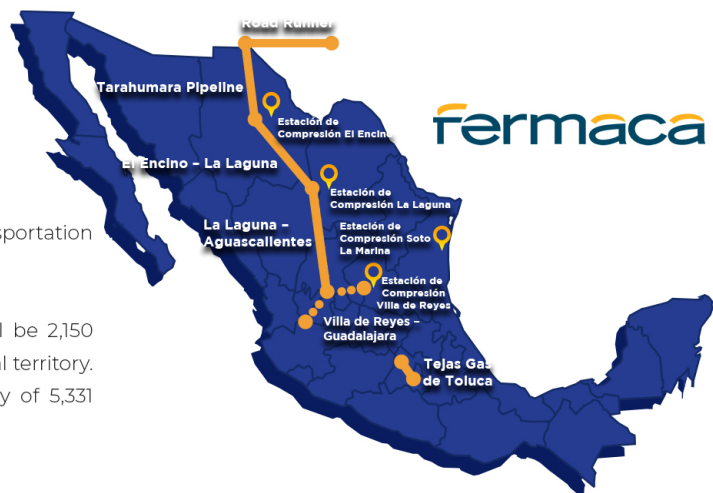 Road Runner
Tarahumara Pipeline
Estación de
Compresión El Encino
fermaca
El Encino – La Laguna
Estación de
Compresión La Laguna
sportation
La Laguna –
Aguascalientes
Estación de
Compresión Soto
La Marina
Estación de
Compresión
Villa de Reyes
l be 2,150
Villa de Reyes –
Guadalajara
al territory.
Tejas Gas
de Toluca
y of 5,331